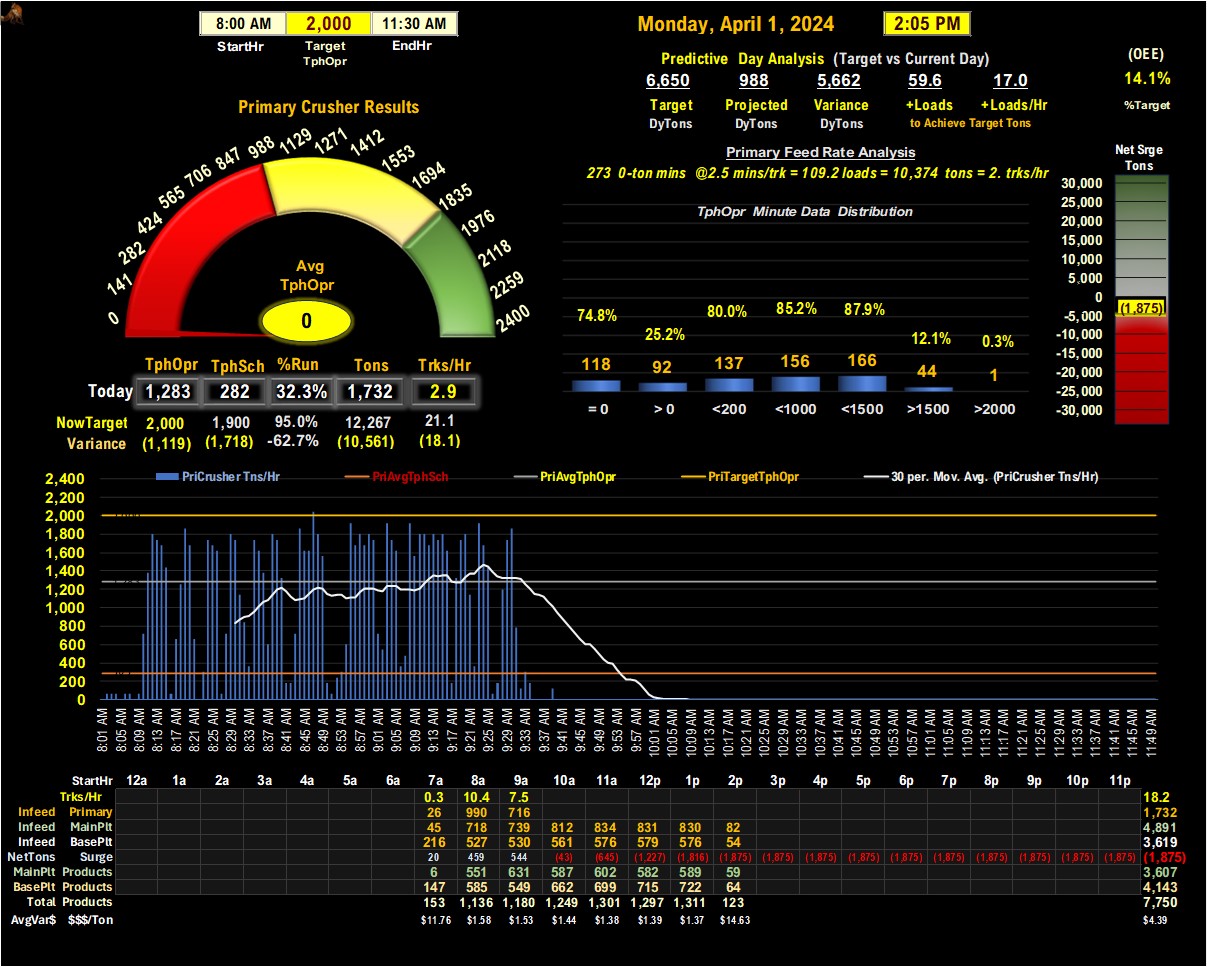 8:00 AM 2,000 11:30 AM
StartHr Target EndHr
TphOpr
Monday, April 1, 2024 2:05 PM
Predictive Day Analysis (Target vs Current Day)
6,650 988 5,662 59.6 17.0
Target Projected Variance +Loads +Loads/Hr
DyTons DyTons DyTons to Achieve Target Tons
(OEE)
14.1%
%Target
Primary Crusher Results
0 141 282 424 565 706 847 988 1129 1271 1412 1553 1694 1835 1976 2118 2259 2400
Avg
TphOpr
0
TphOpr TphSch %Run Tons Trks/Hr
Today 1,283 282 32.3% 1,732 2.9
NowTarget 2,000 1,900 95.0% 12,267 21.1
Variance (1,119) (1,718) -62.7% (10,561) (18.1)
Primary Feed Rate Analysis
273 0-ton mins @2.5 mins/trk = 109.2 loads = 10,374 tons = 2. trks/hr
TphOpr Minute Data Distribution
74.8% 25.2% 80.0% 85.2% 87.9% 12.1% 0.3%
118 92 137 156 166 44 1
= 0 > 0 <200 <1000 <1500 >1500 >2000
Net Srge
Tons
30,000
25,000
20,000
15,000
10,000
5,000
0
(1,875)
-5,000
-10,000
-15,000
-20,000
-25,000
-30,000
PriCrusher Tns/Hr PriAvgTphSch PriAvgTphOpr PriTargetTphOpr 30 per. Mov. Avg. (PriCrusher Tns/Hr)
2,400
2,200
2,000
1,800
1,600
1,400
1,200
1,000
800
600
400
200
0
8:01 AM 8:05 AM 8:09 AM 8:13 AM 8:17 AM 8:21 AM 8:25 AM 8:29 AM 8:33 AM 8:37 AM 8:41 AM 8:45 AM 8:49 AM 8:53 AM 8:57 AM 9:01 AM 9:05 AM 9:09 AM 9:13 AM 9:17 AM 9:21 AM 9:25 AM 9:29 AM 9:33 AM 9:37 AM 9:41 AM 9:45 AM 9:49 AM 9:53 AM 9:57 AM 10:01 AM 10:05 AM 10:09 AM 10:13 AM 10:17 AM 10:21 AM 10:25 AM 10:29 AM 10:33 AM 10:37 AM 10:41 AM 10:45 AM 10:49 AM 10:53 AM 10:57 AM 11:01 AM 11:05 AM 11:09 AM 11:13 AM 11:17 AM 11:21 AM 11:25 AM 11:29 AM 11:33 AM 11:37 AM 11:41 AM 11:45 AM 11:49 AM
StartHr 12a 1a 2a 3a 4a 5a 6a 7a 8a 9a 10a 11a 12p 1p 2p 3p 4p 5p 6p 7p 8p 9p 10p 11p
Trks/Hr 0.3 10.4 7.5 18.2
Infeed Primary 26 990 716 1,732
Infeed MainPlt 45 718 739 812 834 831 830 82 4,891
Infeed BasePlt 216 527 530 561 576 579 576 54 3,619
NetTons Surge 20 459 544 (43) (645) (1,227) (1,816) (1,875) (1,875) (1,875) (1,875) (1,875) (1,875) (1,875) (1,875) (1,875) (1,875) (1,875)
MainPlt Products 6 551 631 587 602 582 589 59 3,607
BasePlt Products 147 585 549 662 699 715 722 64 4,143
Total Products 153 1,136 1,180 1,249 1,301 1,297 1,311 123 7,750
AvgVar$ $$$/Ton $11.76 $1.58 $1.53 $1.44 $1.38 $1.39 $1.37 $14.63 $4.39